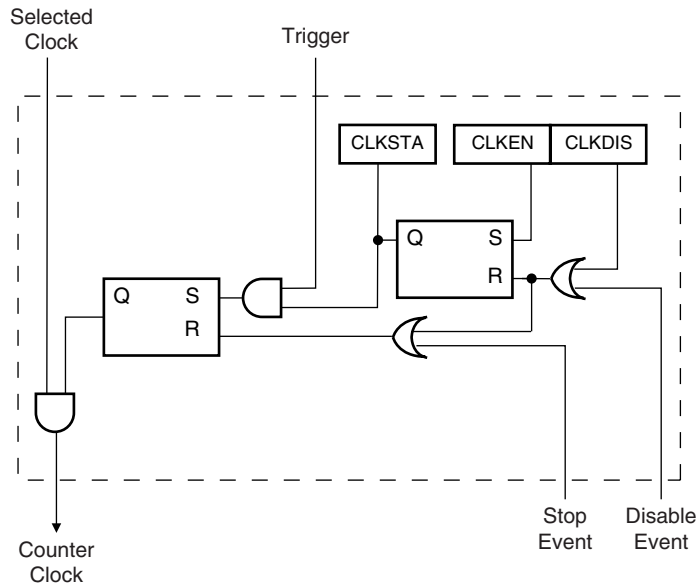 Selected
Clock
Trigger
CLKSTA
CLKEN
CLKDIS
Q
S
R
Q
S
R
Stop
Event
Disable
Event
Counter
Clock